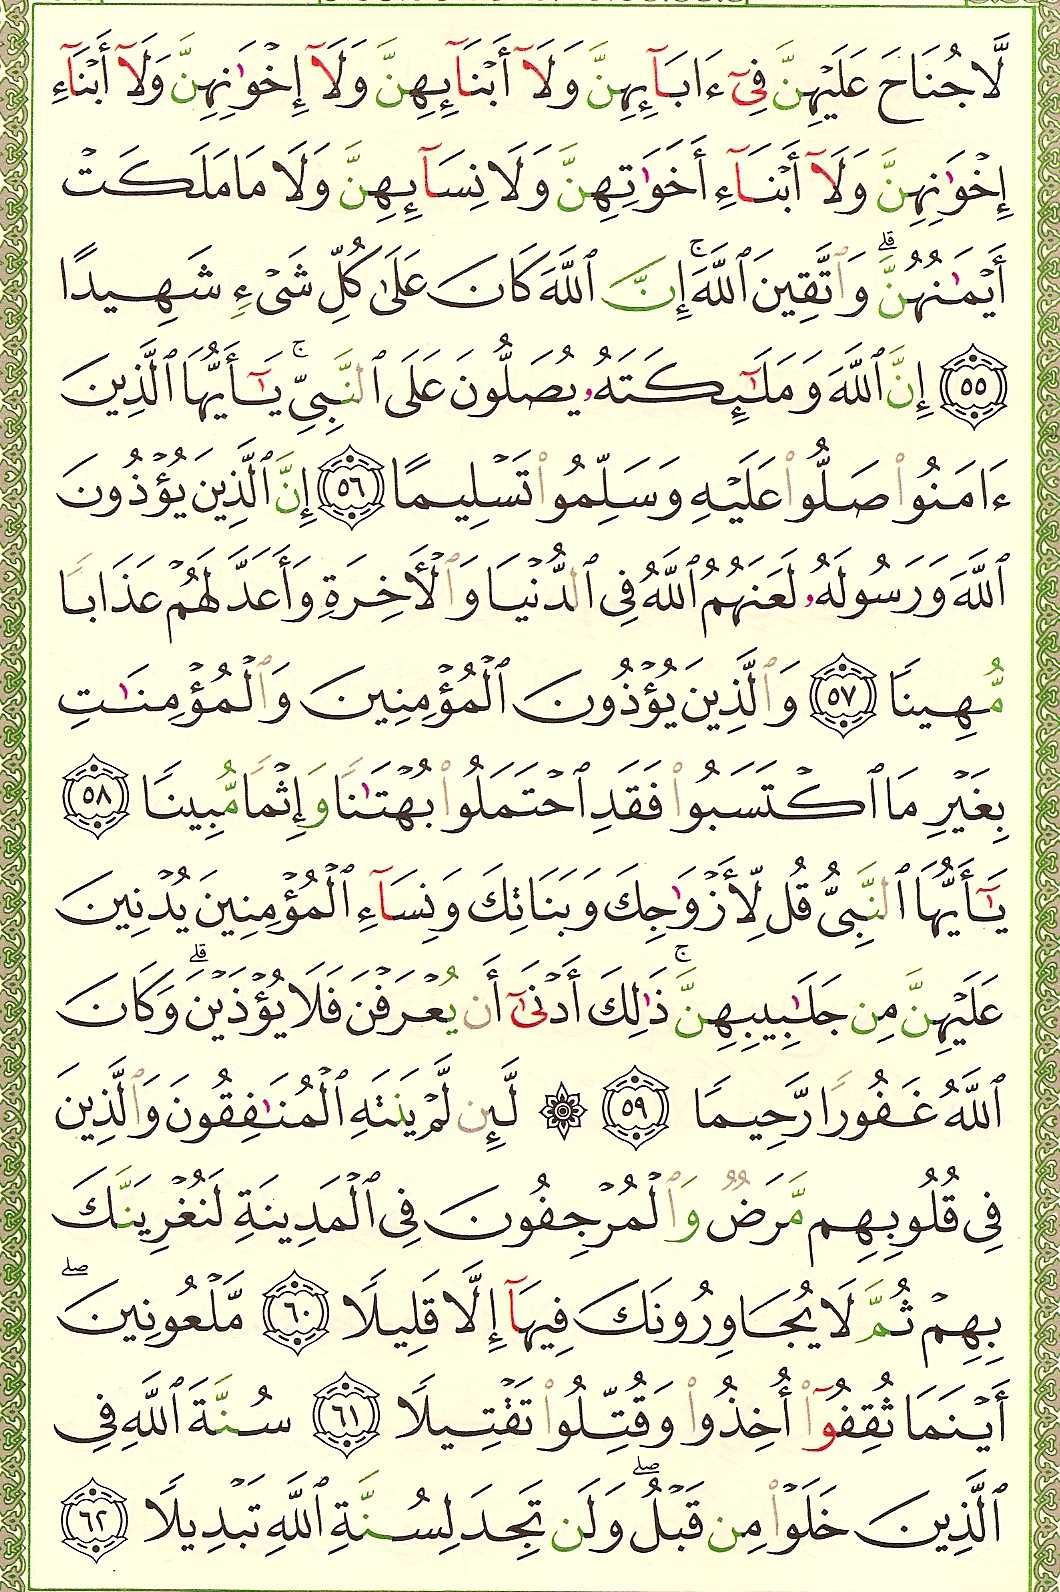 لَّا جُنَاحَ عَلَيْهِنَّ فِىٓ ءَابَآئِهِنَّ وَلَآ أَبْنَآئِهِنَّ وَلَآ إِخْوَٰنِهِنَّ وَلَآ أَبْنَآءِ
إِخْوَٰنِهِنَّ وَلَآ أَبْنَآءِ أَخَوَٰتِهِنَّ وَلَا نِسَآئِهِنَّ وَلَا مَا مَلَكَتْ
أَيْمَٰنُهُنَّ ۗ وَٱتَّقِينَ ٱللَّهَ ۚ إِنَّ ٱللَّهَ كَانَ عَلَىٰ كُلِّ شَىْءٍ شَهِيدًا
٥٥ إِنَّ ٱللَّهَ وَمَلَٰٓئِكَتَهُۥ يُصَلُّونَ عَلَى ٱلنَّبِىِّ ۚ يَٰٓأَيُّهَا ٱلَّذِينَ
ءَامَنُوا۟ صَلُّوا۟ عَلَيْهِ وَسَلِّمُوا۟ تَسْلِيمًا ٥٦ إِنَّ ٱلَّذِينَ يُؤْذُونَ
ٱللَّهَ وَرَسُولَهُۥ لَعَنَهُمُ ٱللَّهُ فِى ٱلدُّنْيَا وَٱلْأَخِرَةِ وَأَعَدَّ لَهُمْ عَذَابًا
مُّهِينًا ٥٧ وَٱلَّذِينَ يُؤْذُونَ ٱلْمُؤْمِنِينَ وَٱلْمُؤْمِنَٰتِ
بِغَيْرِ مَا ٱكْتَسَبُوا۟ فَقَدِ ٱحْتَمَلُوا۟ بُهْتَٰنًا وَإِثْمًا مُّبِينًا ٥٨
يَٰٓأَيُّهَا ٱلنَّبِىُّ قُل لِّأَزْوَٰجِكَ وَبَنَاتِكَ وَنِسَآءِ ٱلْمُؤْمِنِينَ يُدْنِينَ
عَلَيْهِنَّ مِن جَلَٰبِيبِهِنَّ ۚ ذَٰلِكَ أَدْنَىٰٓ أَن يُعْرَفْنَ فَلَا يُؤْذَيْنَ ۗ وَكَانَ
ٱللَّهُ غَفُورًا رَّحِيمًا ٥٩ ۞ لَّئِن لَّمْ يَنتَهِ ٱلْمُنَٰفِقُونَ وَٱلَّذِينَ
فِى قُلُوبِهِم مَّرَضٌ وَٱلْمُرْجِفُونَ فِى ٱلْمَدِينَةِ لَنُغْرِيَنَّكَ
بِهِمْ ثُمَّ لَا يُجَاوِرُونَكَ فِيهَآ إِلَّا قَلِيلًا ٦٠ مَّلْعُونِينَ ۖ
أَيْنَمَا ثُقِفُوٓا۟ أُخِذُوا۟ وَقُتِّلُوا۟ تَقْتِيلًا ٦١ سُنَّةَ ٱللَّهِ فِى
ٱلَّذِينَ خَلَوْا۟ مِن قَبْلُ ۖ وَلَن تَجِدَ لِسُنَّةِ ٱللَّهِ تَبْدِيلًا ٦٢